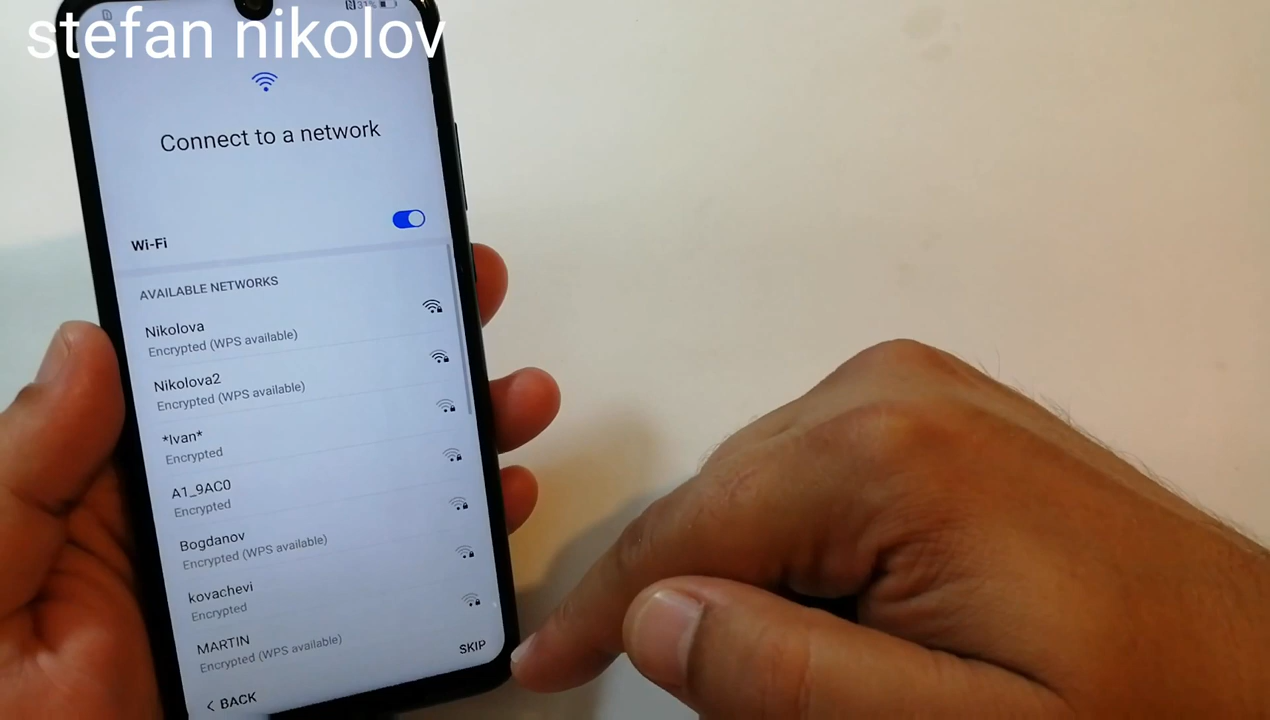 stefan nikolov
31%
Connect to a network
Wi-Fi
AVAILABLE NETWORKS
Nikolova
Encrypted (WPS available)
Nikolova2
Encrypted (WPS available)
*Ivan*
Encrypted
A1_9AC0
Encrypted
Bogdanov
Encrypted (WPS available)
kovachevi
Encrypted
MARTIN
Encrypted (WPS available)
SKIP
< BACK